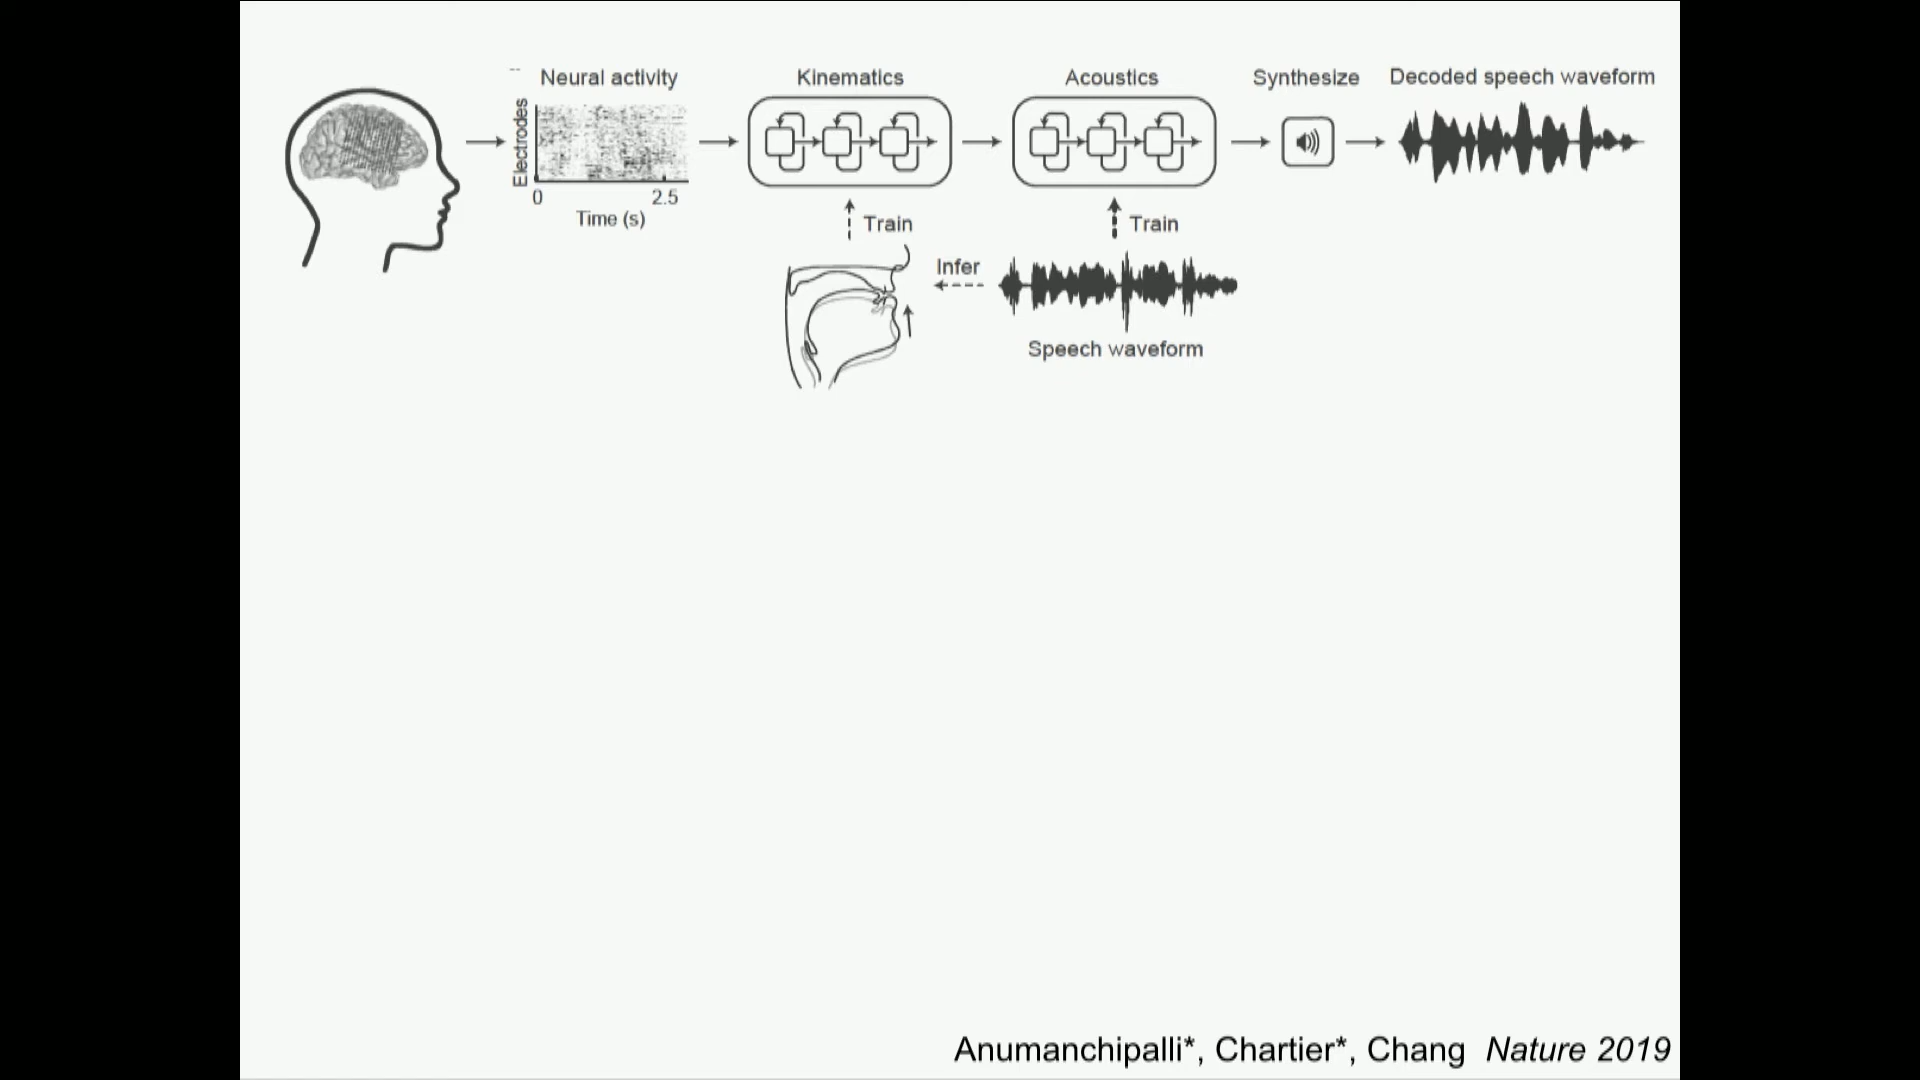 Neural activity
Kinematics
Acoustics
Synthesize
Decoded speech waveform
Electrodes
0
2.5
Time (s)
Train
Train
Infer
Speech waveform
Anumanchipalli*, Chartier*, Chang Nature 2019